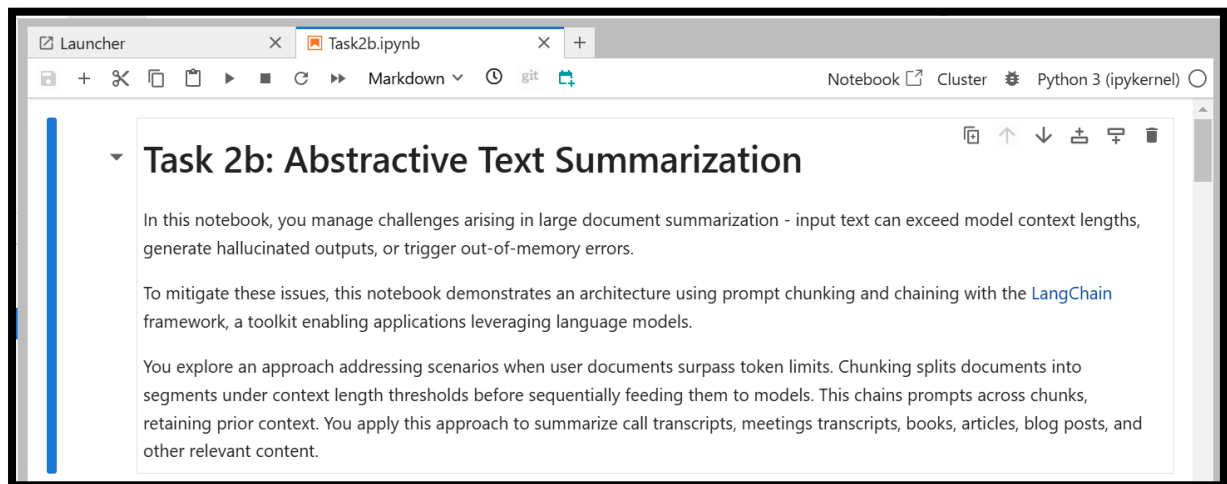 Launcher
Task2b.ipynb
Markdown
git
Notebook
Cluster
Python 3 (ipykernel)
Task 2b: Abstractive Text Summarization
In this notebook, you manage challenges arising in large document summarization - input text can exceed model context lengths,
generate hallucinated outputs, or trigger out-of-memory errors.
To mitigate these issues, this notebook demonstrates an architecture using prompt chunking and chaining with the LangChain
framework, a toolkit enabling applications leveraging language models.
You explore an approach addressing scenarios when user documents surpass token limits. Chunking splits documents into
segments under context length thresholds before sequentially feeding them to models. This chains prompts across chunks,
retaining prior context. You apply this approach to summarize call transcripts, meetings transcripts, books, articles, blog posts, and
other relevant content.